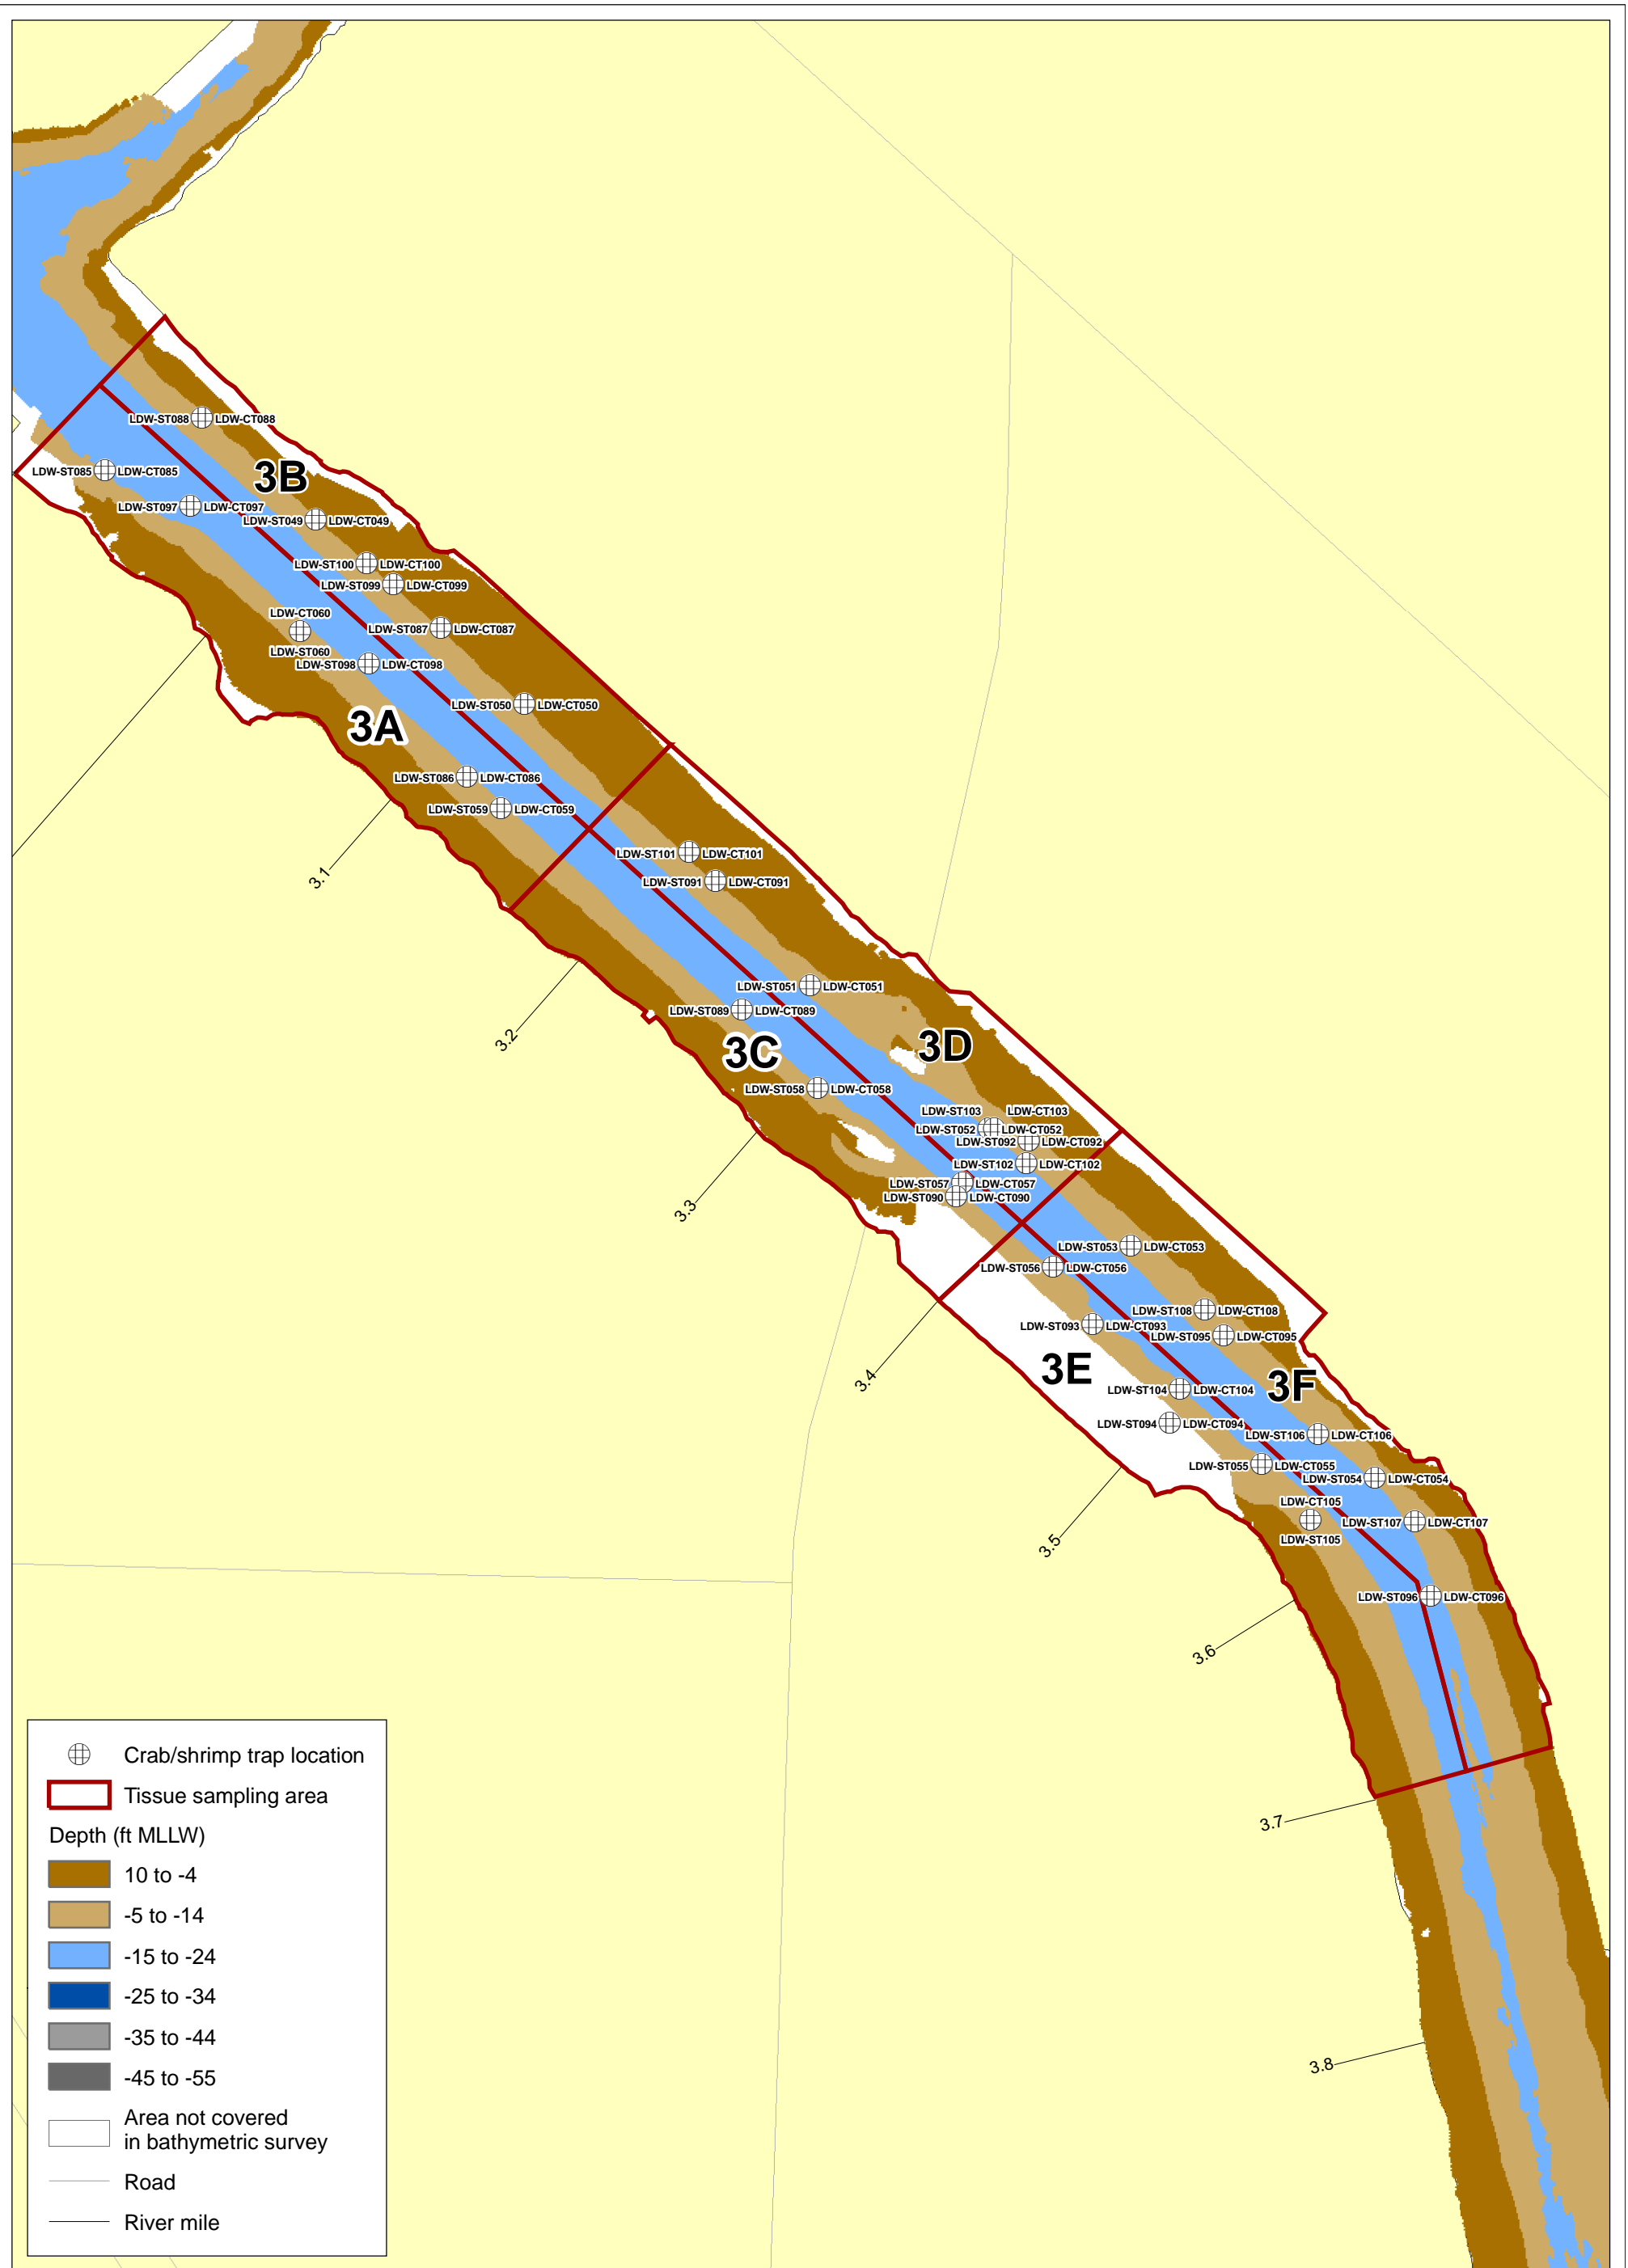 LDW-ST088 LDW-CT088
LDW-ST085 LDW-CT085
3B
LDW-ST097 LDW-CT097
LDW-ST049 LDW-CT049
LDW-ST100 LDW-CT100
LDW-ST099 LDW-CT099
LDW-CT060
LDW-ST087 LDW-CT087
LDW-ST060
LDW-ST098 LDW-CT098
LDW-ST050 LDW-CT050
3A
LDW-ST086 LDW-CT086
LDW-ST059 LDW-CT059
LDW-ST101 LDW-CT101
3.1
LDW-ST091 LDW-CT091
LDW-ST051 LDW-CT051
LDW-ST089 LDW-CT089
3.2
3C
3D
LDW-ST058 LDW-CT058
LDW-ST103 LDW-CT103
LDW-ST052 LDW-CT052
LDW-ST092 LDW-CT092
LDW-ST102 LDW-CT102
LDW-ST057 LDW-CT057
LDW-ST090 LDW-CT090
3.3
LDW-ST053 LDW-CT053
LDW-ST056 LDW-CT056
LDW-ST108 LDW-CT108
LDW-ST093 LDW-CT093
LDW-ST095 LDW-CT095
3E
3.4
3F
LDW-ST104 LDW-CT104
LDW-ST094 LDW-CT094
LDW-ST106 LDW-CT106
LDW-ST055 LDW-CT055
LDW-ST054 LDW-CT054
LDW-CT105
LDW-ST107 LDW-CT107
LDW-ST105
3.5
LDW-ST096 LDW-CT096
3.6
3.7
3.8
Crab/shrimp trap location
Tissue sampling area
Depth (ft MLLW)
10 to -4
-5 to -14
-15 to -24
-25 to -34
-35 to -44
-45 to -55
Area not covered
in bathymetric survey
Road
River mile